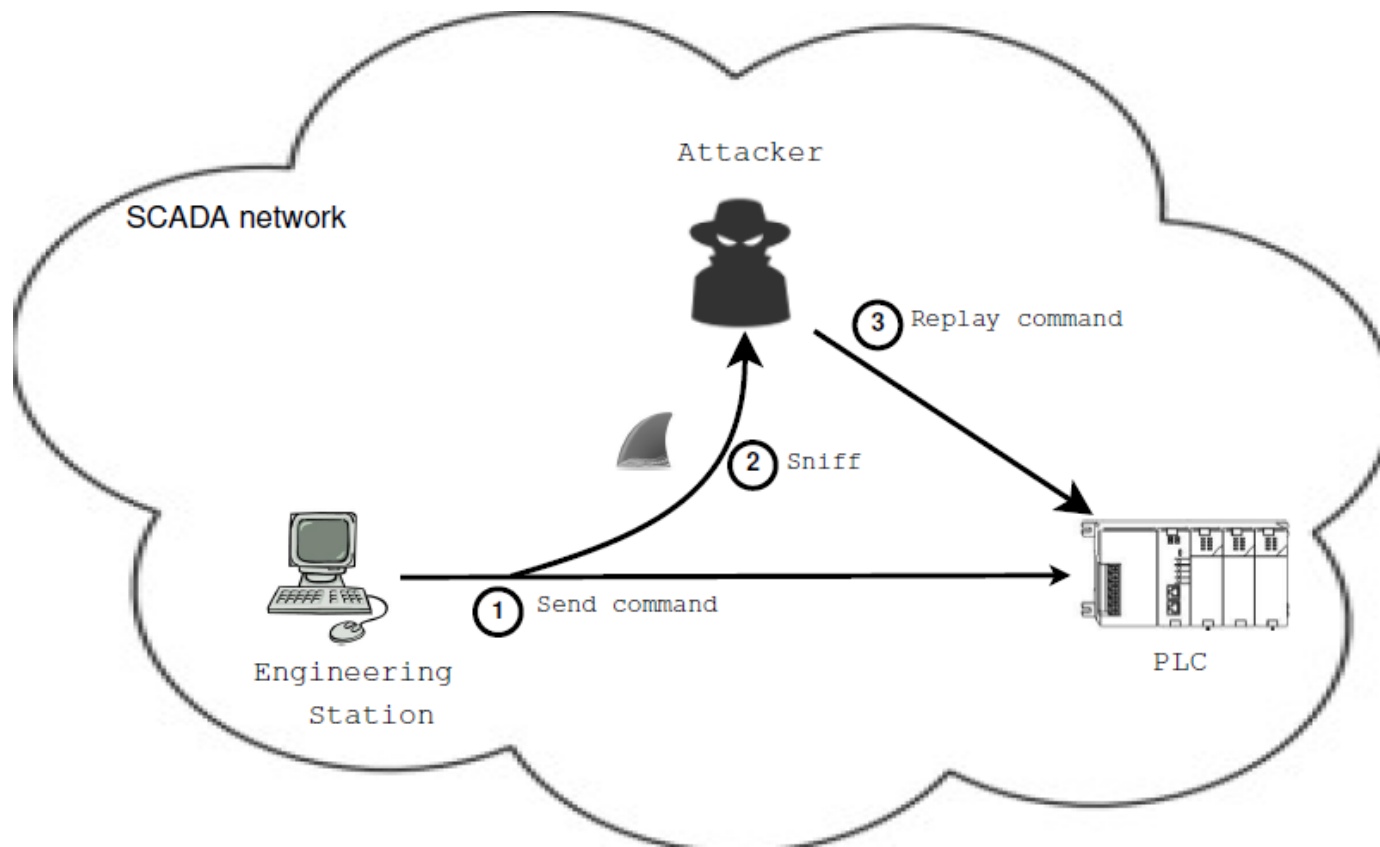 Attacker
SCADA network
3 Replay command
2 Sniff
1 Send command
Engineering
Station
PLC